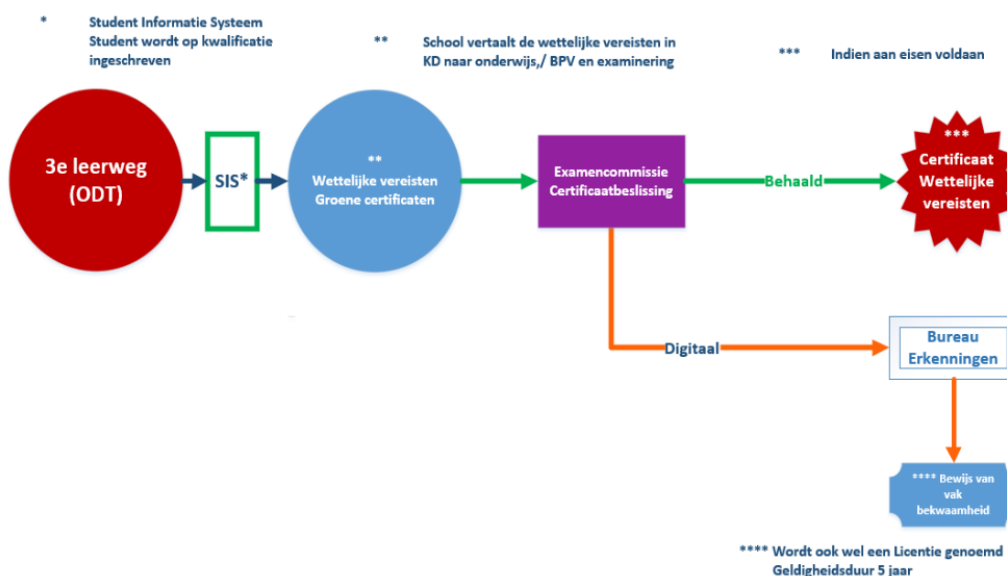 * Student Informatie Systeem
Student wordt op kwalificatie
ingeschreven
** School vertaalt de wettelijke vereisten in
KD naar onderwijs,/ BPV en examinering
*** Indien aan eisen voldaan
3e leerweg
(ODT)
SIS*
**
Wettelijke vereisten
Groene certificaten
Examencommissie
Certificaatbeslissing
Behaald
***
Certificaat
Wettelijke
vereisten
Digitaal
Bureau
Erkenningen
**** Bewijs van
vak
bekwaamheid
**** Wordt ook wel een Licentie genoemd
Geldigheidsduur 5 jaar